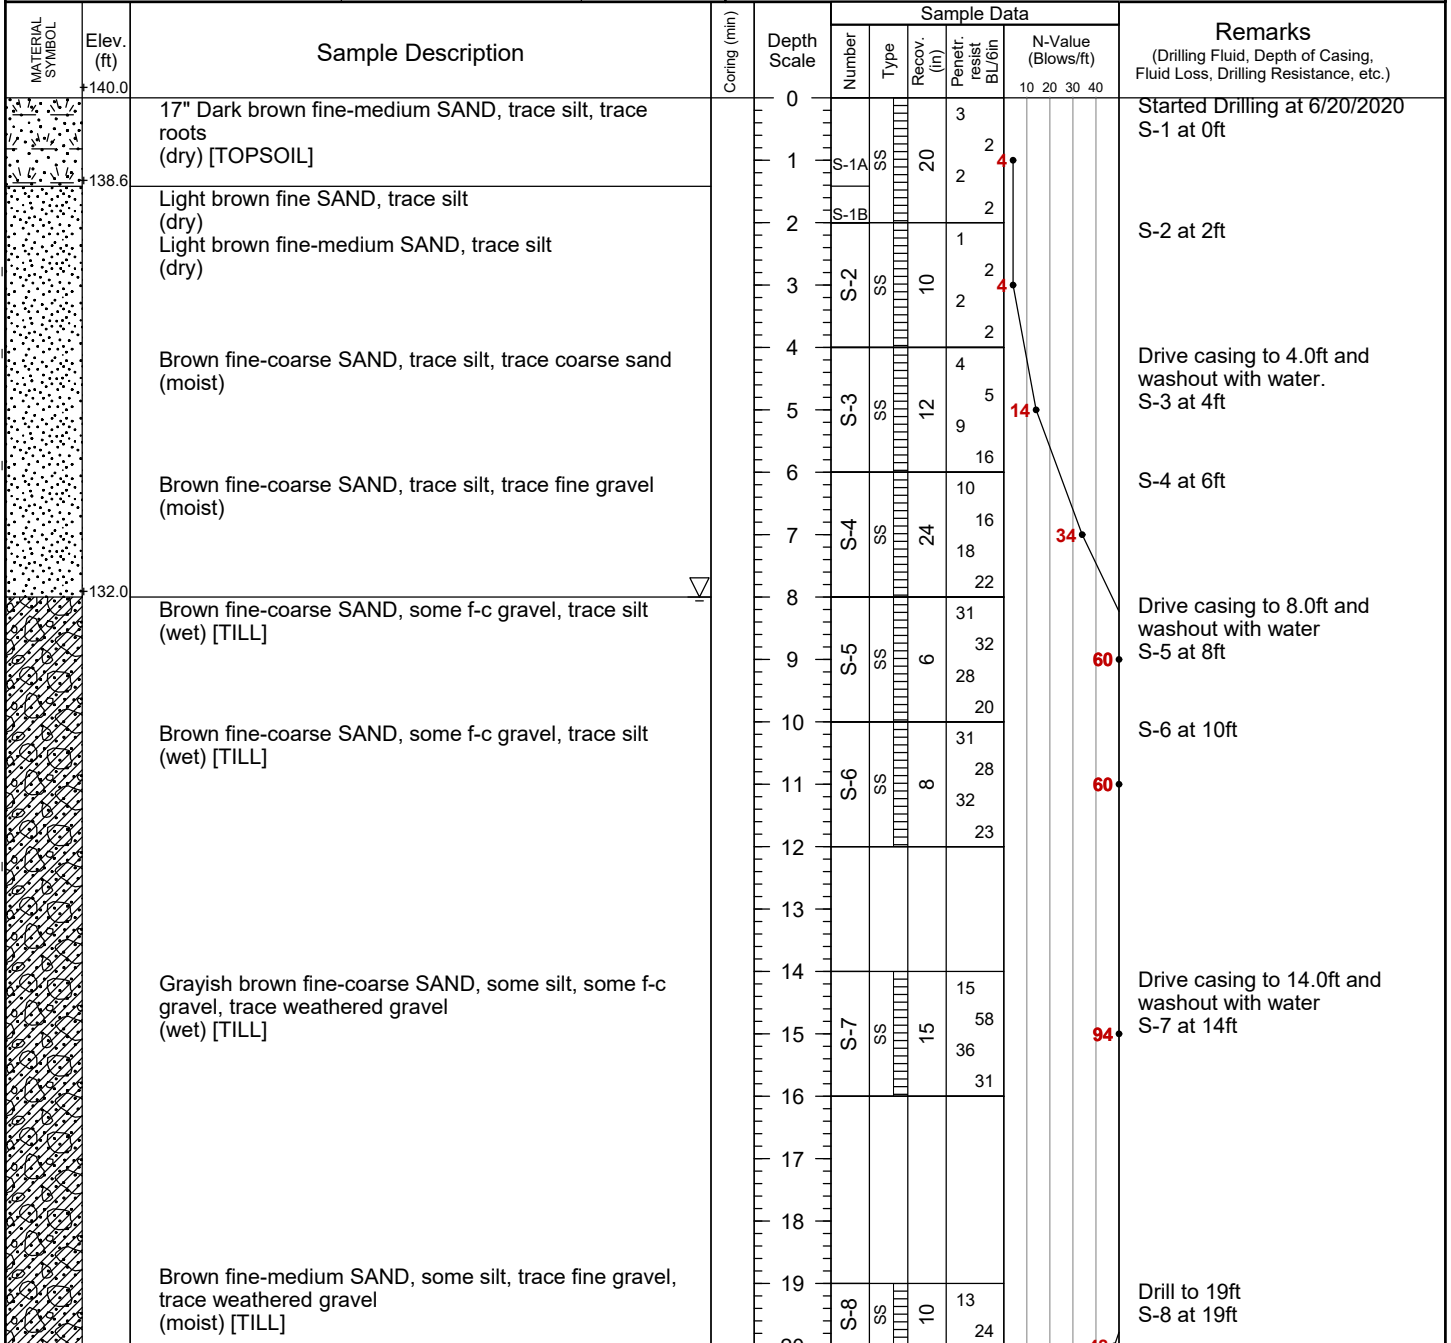 MATERIAL SYMBOL
Elev. (ft)
+140.0
Sample Description
Coring (min)
Depth Scale
Sample Data
Number
Type
Recov. (in)
Penetr. resist BL/6in
N-Value (Blows/ft)
10 20 30 40
Remarks
(Drilling Fluid, Depth of Casing,
Fluid Loss, Drilling Resistance, etc.)
17" Dark brown fine-medium SAND, trace silt, trace
roots
(dry) [TOPSOIL]
+138.6
Light brown fine SAND, trace silt
(dry)
Light brown fine-medium SAND, trace silt
(dry)
Brown fine-coarse SAND, trace silt, trace coarse sand
(moist)
Brown fine-coarse SAND, trace silt, trace fine gravel
(moist)
+132.0
Brown fine-coarse SAND, some f-c gravel, trace silt
(wet) [TILL]
Brown fine-coarse SAND, some f-c gravel, trace silt
(wet) [TILL]
Grayish brown fine-coarse SAND, some silt, some f-c
gravel, trace weathered gravel
(wet) [TILL]
Brown fine-medium SAND, some silt, trace fine gravel,
trace weathered gravel
(moist) [TILL]
0
1
2
3
4
5
6
7
8
9
10
11
12
13
14
15
16
17
18
19
S-1A
S-1B
SS
20
3
2
2
2
4
S-2
SS
10
1
2
2
2
4
S-3
SS
12
4
5
9
16
14
S-4
SS
24
10
16
18
22
34
S-5
SS
6
31
32
28
20
60
S-6
SS
8
31
28
32
23
60
S-7
SS
15
15
58
36
31
94
S-8
SS
10
13
24
Started Drilling at 6/20/2020
S-1 at 0ft
S-2 at 2ft
Drive casing to 4.0ft and
washout with water.
S-3 at 4ft
S-4 at 6ft
Drive casing to 8.0ft and
washout with water
S-5 at 8ft
S-6 at 10ft
Drive casing to 14.0ft and
washout with water
S-7 at 14ft
Drill to 19ft
S-8 at 19ft